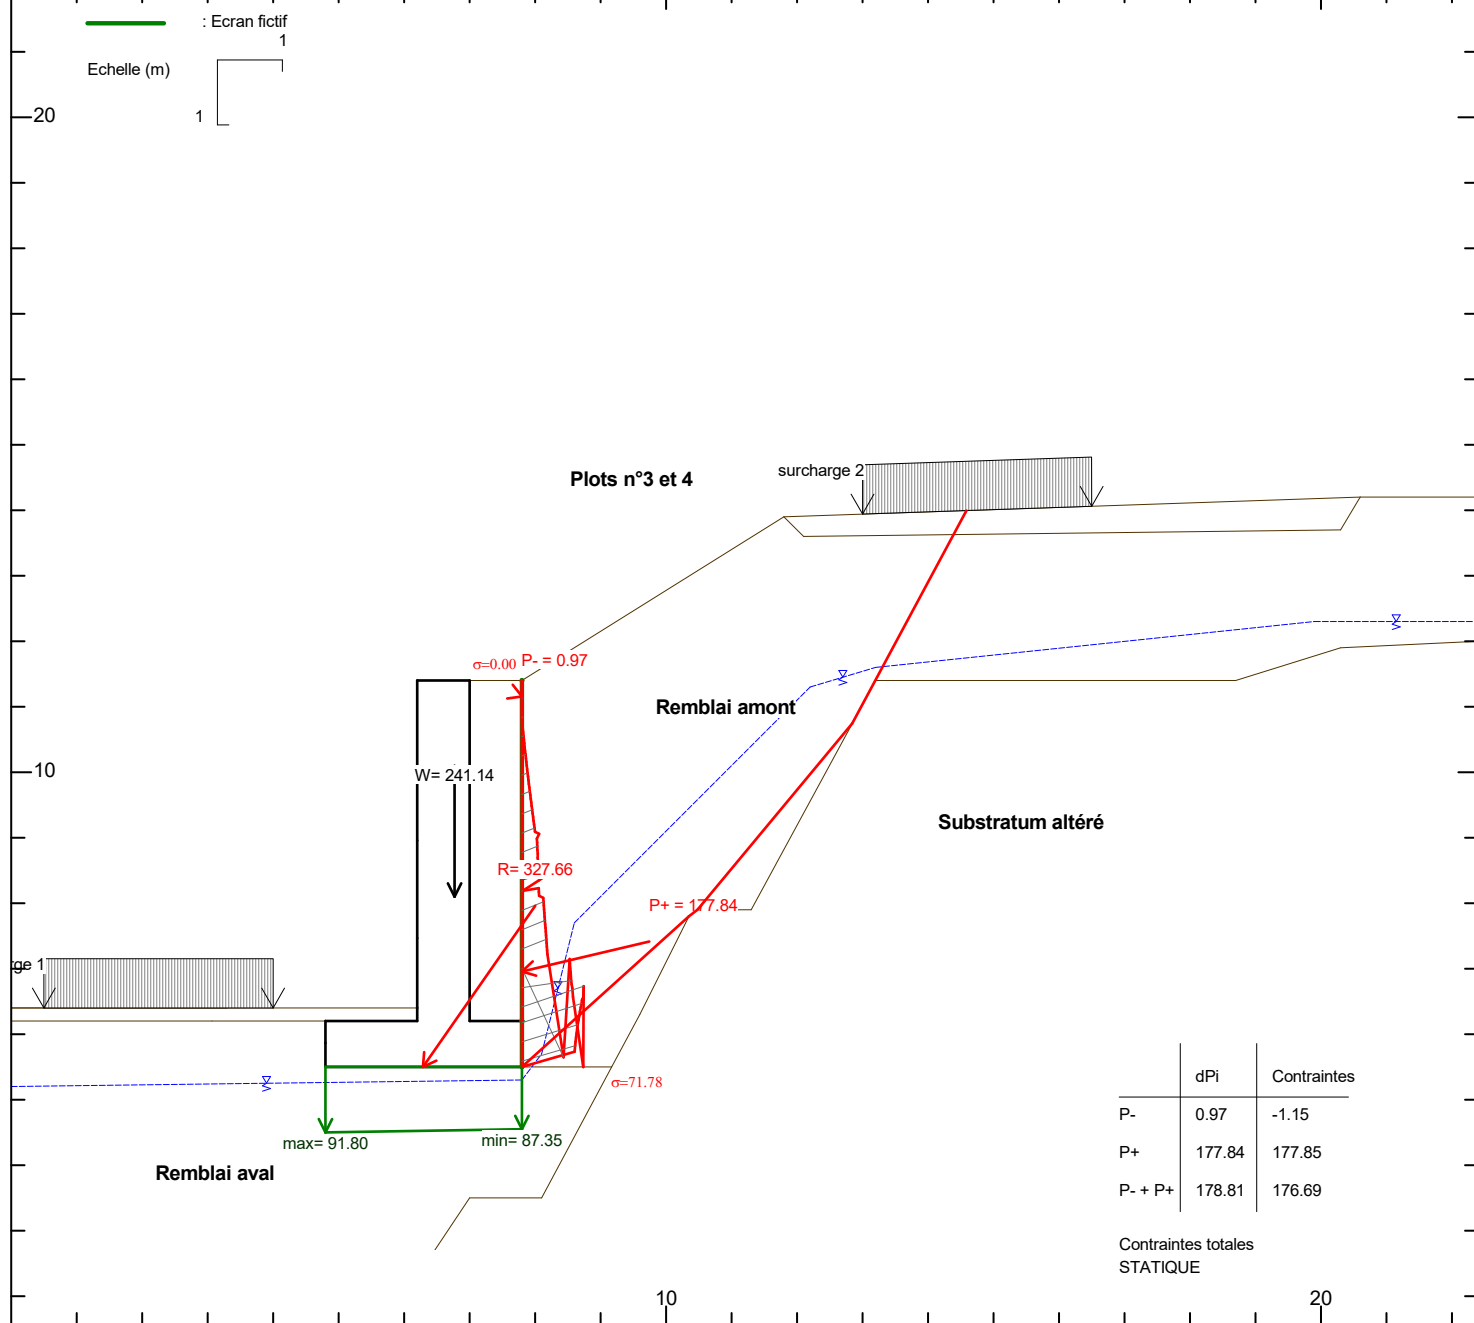 : Ecran fictif
1
Echelle (m)
1
20
Plots n°3 et 4
surcharge 2
σ=0.00
P- = 0.97
Remblai amont
10
W= 241.14
Substratum altéré
R= 327.66
P+ = 177.84
ge 1
σ=71.78
dPi Contraintes
P- 0.97 -1.15
P+ 177.84 177.85
P- + P+ 178.81 176.69
max= 91.80
min= 87.35
Remblai aval
Contraintes totales
STATIQUE
10
20